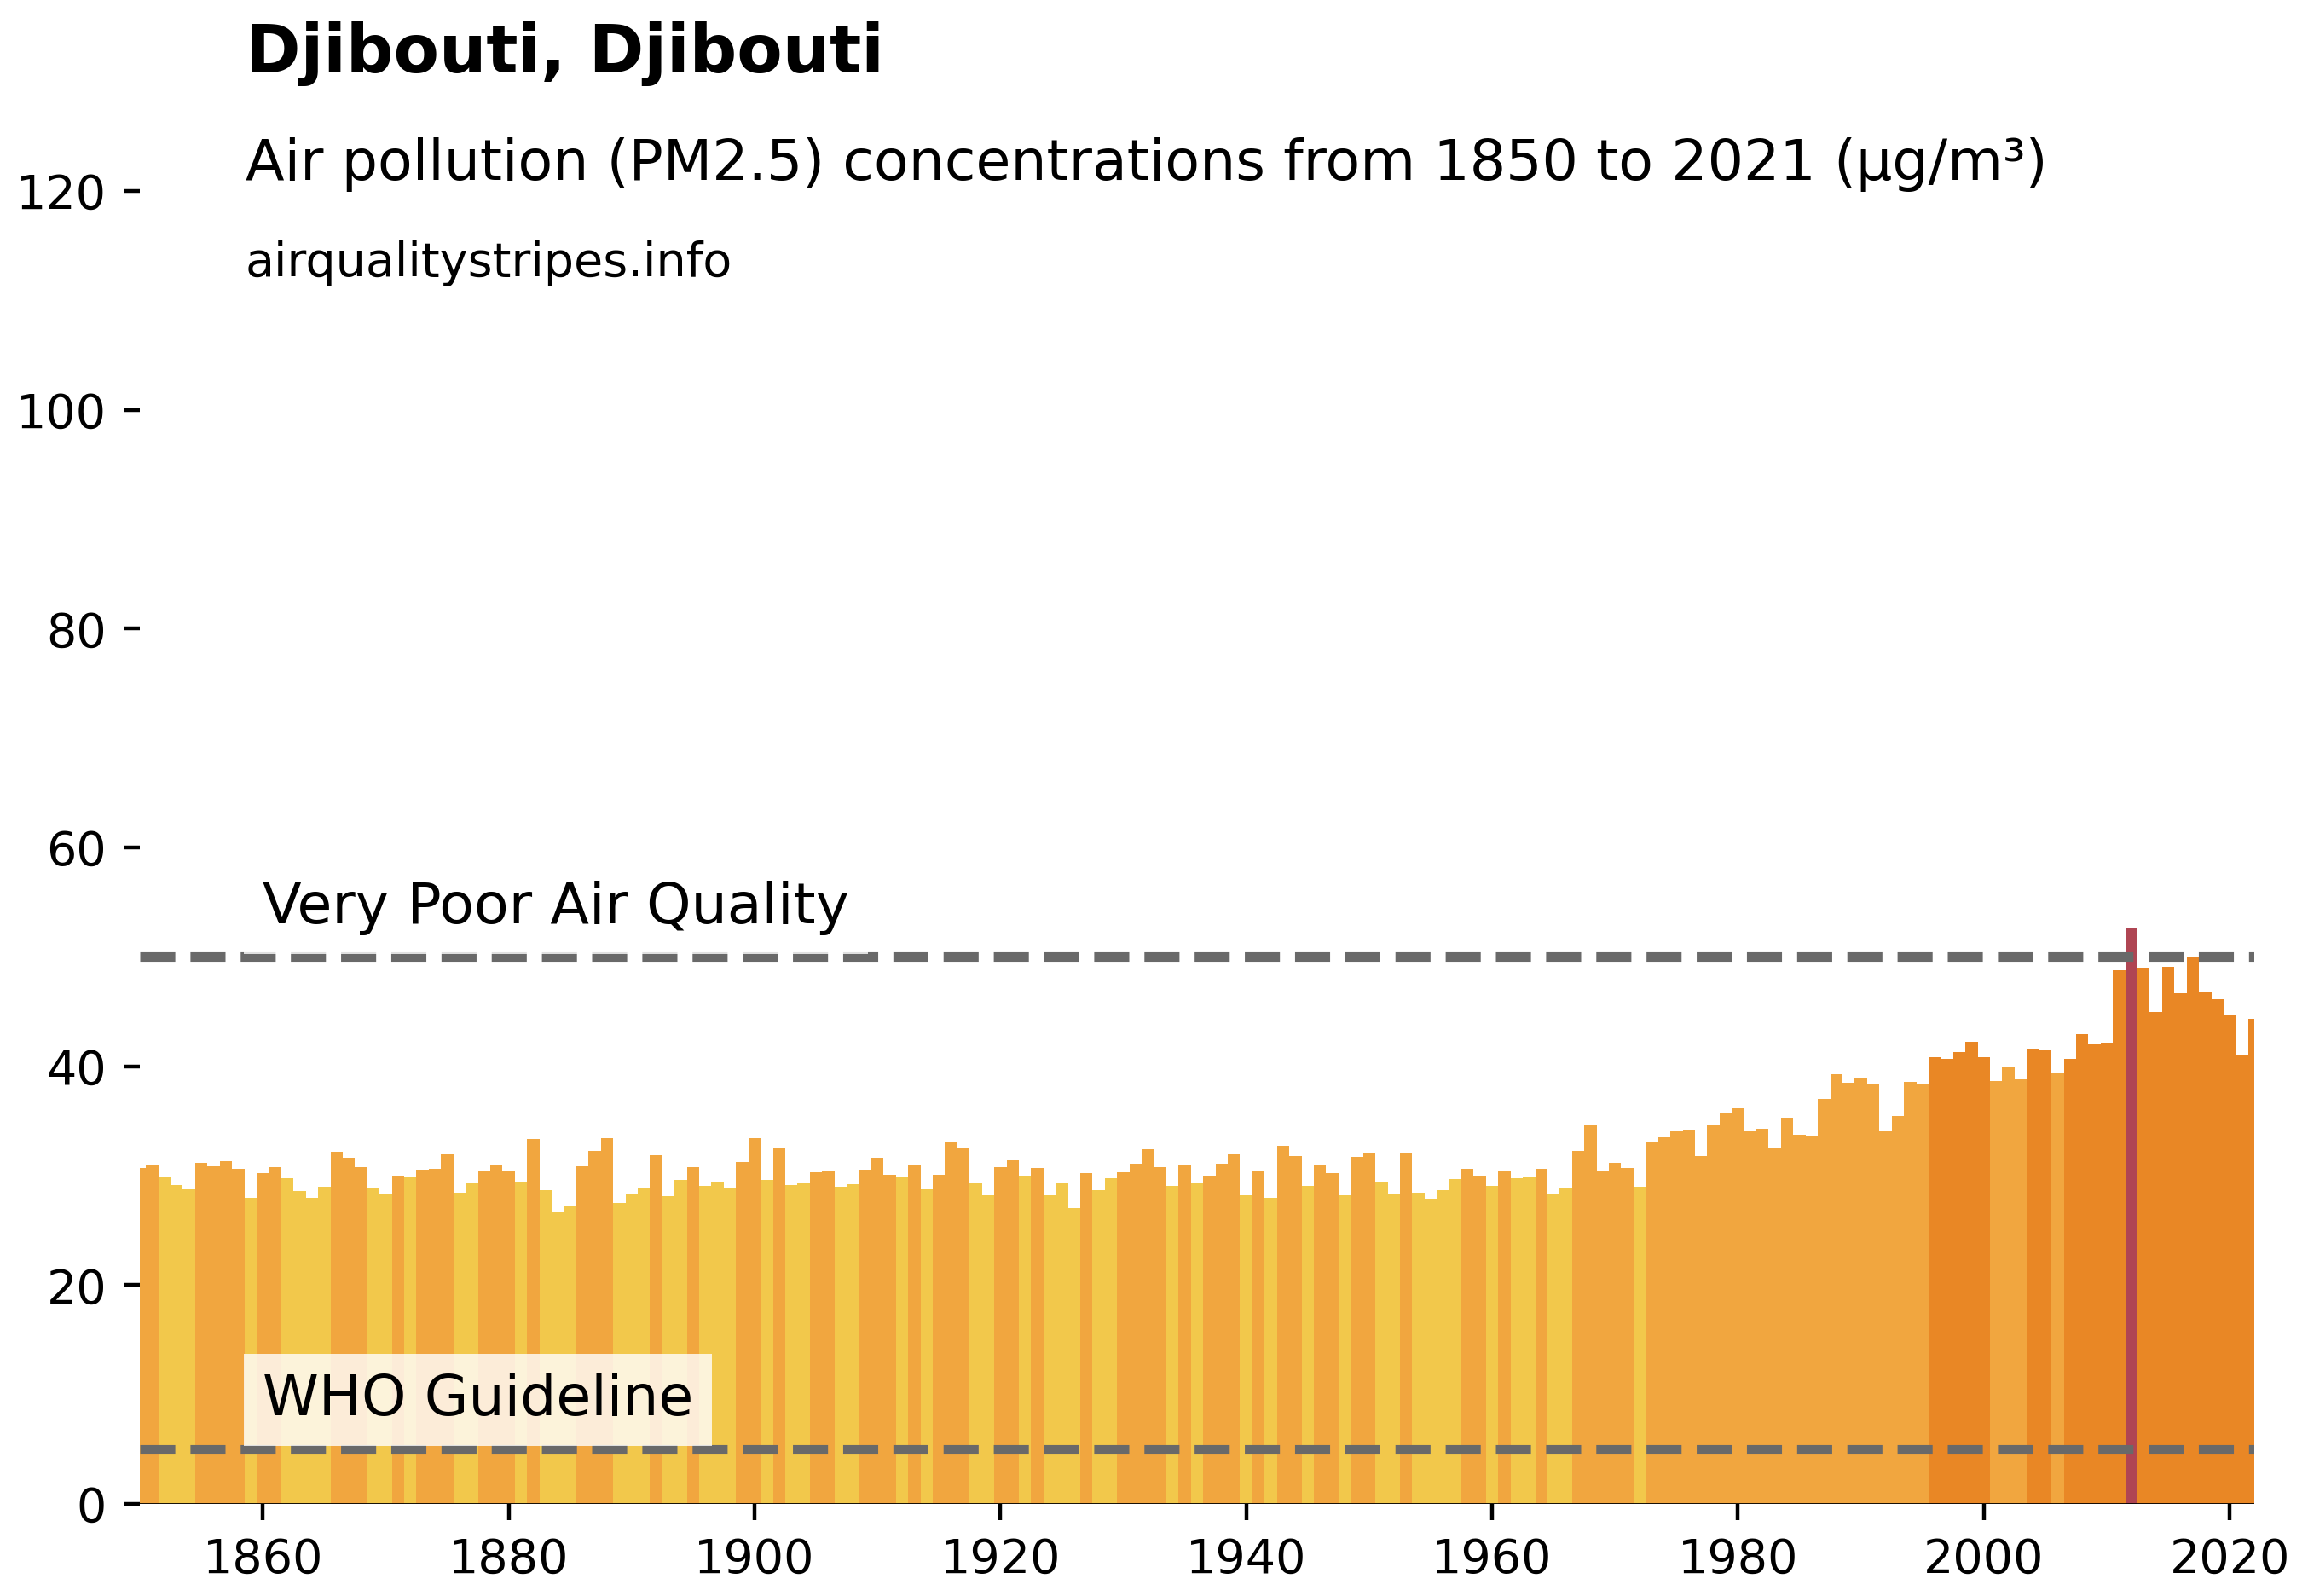 Djibouti, Djibouti
Air pollution (PM2.5) concentrations from 1850 to 2021 (µg/m³)
airqualitystripes.info
120
100
80
60
Very Poor Air Quality
40
20
WHO Guideline
0
1860 1880 1900 1920 1940 1960 1980 2000 2020